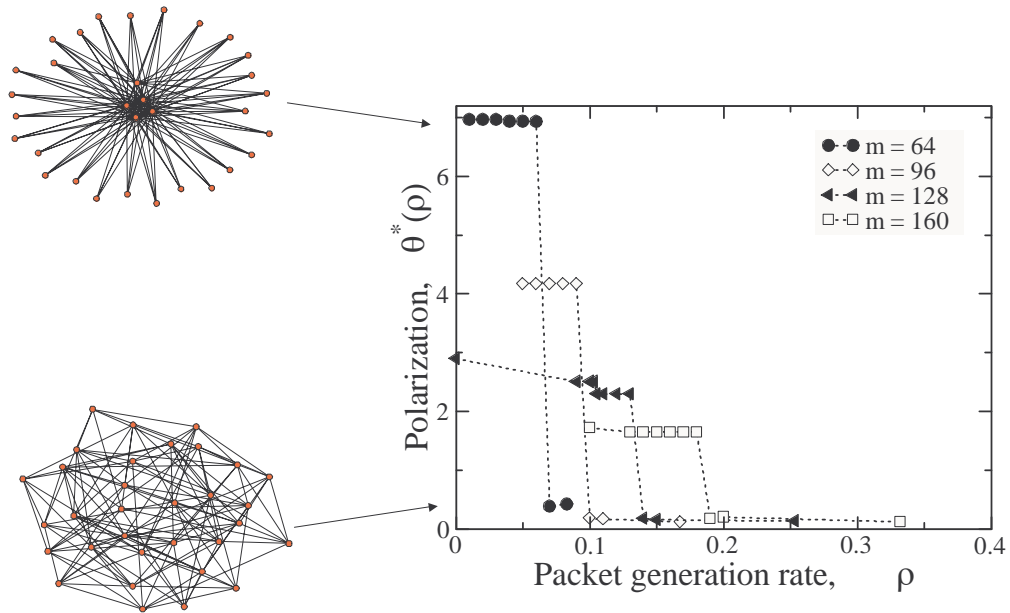 m = 64
m = 96
m = 128
m = 160
Polarization, θ*(ρ)
6
4
2
0
0 0.1 0.2 0.3 0.4
Packet generation rate, ρ